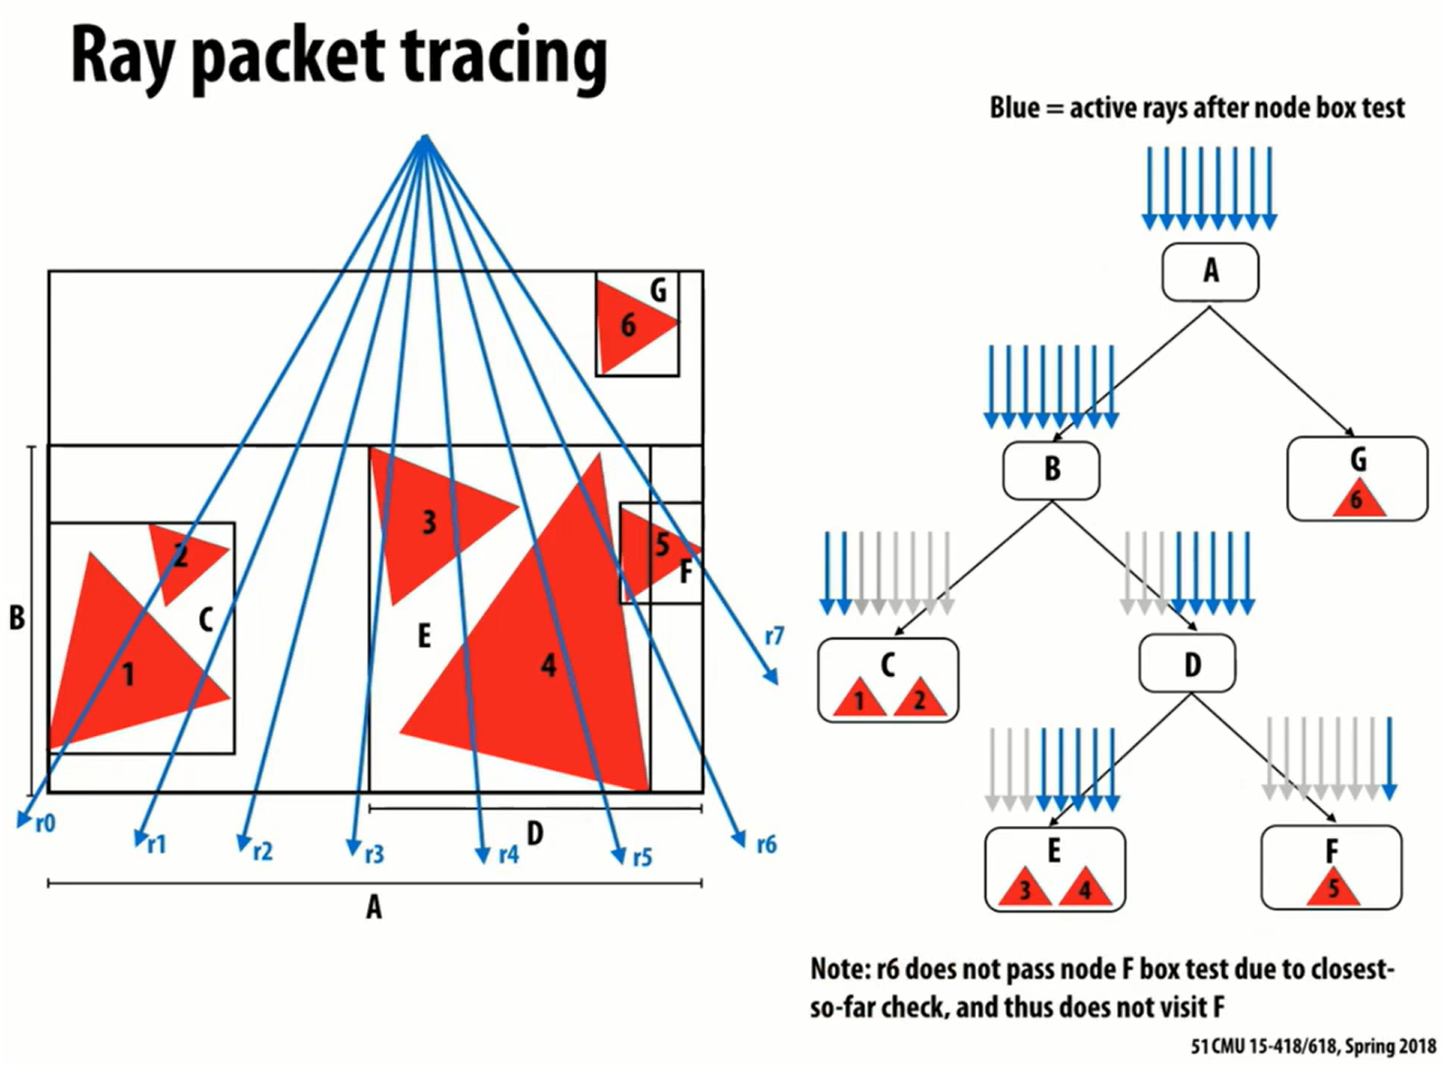 Ray packet tracing
Blue = active rays after node box test
G
6
3
5
F
2
4
B
C
E
1
r7
r0
r1
r2
r3
r4
D
r5
r6
A
A
B
G
6
C
1 2
D
E
3 4
F
5
Note: r6 does not pass node F box test due to closest-
so-far check, and thus does not visit F
51 CMU 15-418/618, Spring 2018